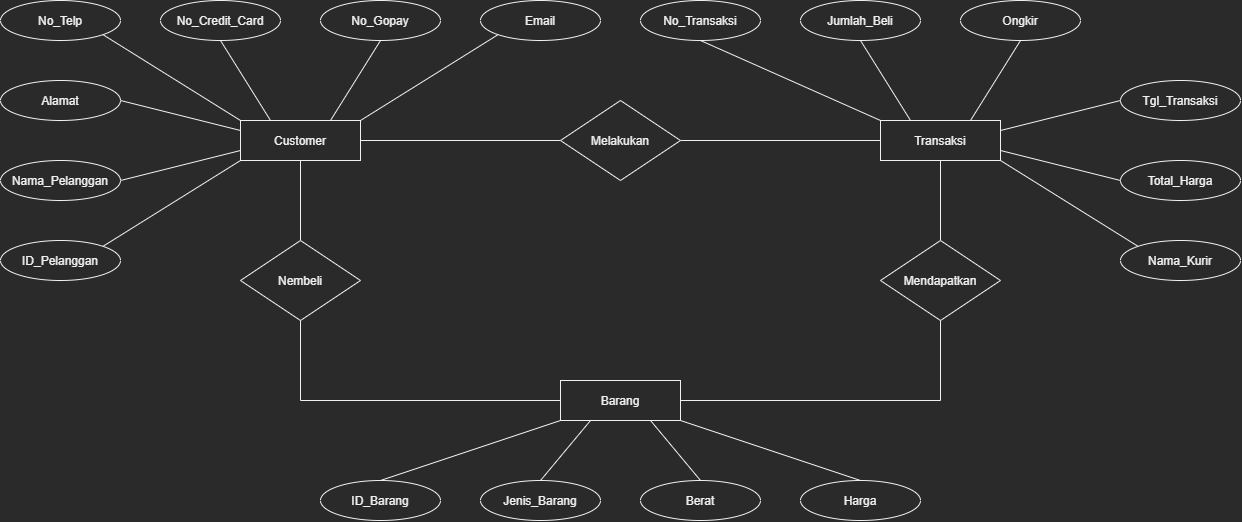 No_Telp
No_Credit_Card
No_Gopay
Email
No_Transaksi
Jumlah_Beli
Ongkir
Alamat
Tgl_Transaksi
Customer
Melakukan
Transaksi
Nama_Pelanggan
Total_Harga
ID_Pelanggan
Nama_Kurir
Nembeli
Mendapatkan
Barang
ID_Barang
Jenis_Barang
Berat
Harga